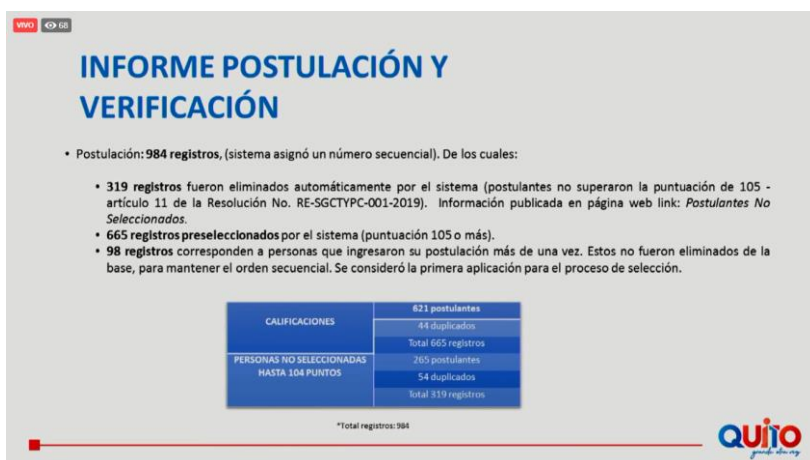 VIVO 68
INFORME POSTULACIÓN Y
VERIFICACIÓN
• Postulación: 984 registros, (sistema asignó un número secuencial). De los cuales:
• 319 registros fueron eliminados automáticamente por el sistema (postulantes no superaron la puntuación de 105 -
artículo 11 de la Resolución No. RE-SGCTYPC-001-2019). Información publicada en página web link: Postulantes No
Seleccionados.
• 665 registros preseleccionados por el sistema (puntuación 105 o más).
• 98 registros corresponden a personas que ingresaron su postulación más de una vez. Estos no fueron eliminados de la
base, para mantener el orden secuencial. Se consideró la primera aplicación para el proceso de selección.
CALIFICACIONES
621 postulantes
44 duplicados
Total 665 registros
PERSONAS NO SELECCIONADAS
HASTA 104 PUNTOS
265 postulantes
54 duplicados
Total 319 registros
*Total registros: 984
QUITO
grande otra vez